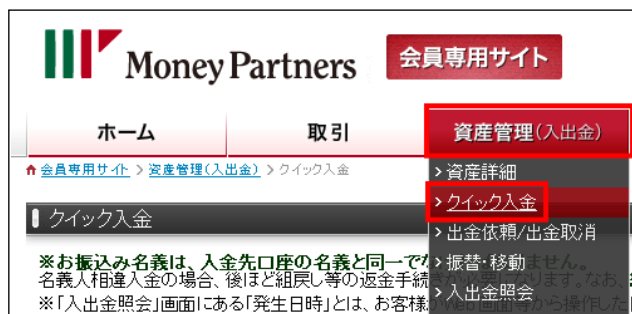 Money Partners 会員専用サイト
ホーム 取引 資産管理(入出金)
会員専用サイト > 資産管理(入出金) > クイック入金
> 資産詳細
> クイック入金
> 出金依頼/出金取消
> 振替・移動
> 入出金照会
クイック入金
※お振込み名義は、入金先口座の名義と同一で
名義人相違入金の場合、後ほど組戻し等の返金手続 になります。なお、
※「入出金照会」画面にある「発生日時」とは、お客様 Web画面等から操作した